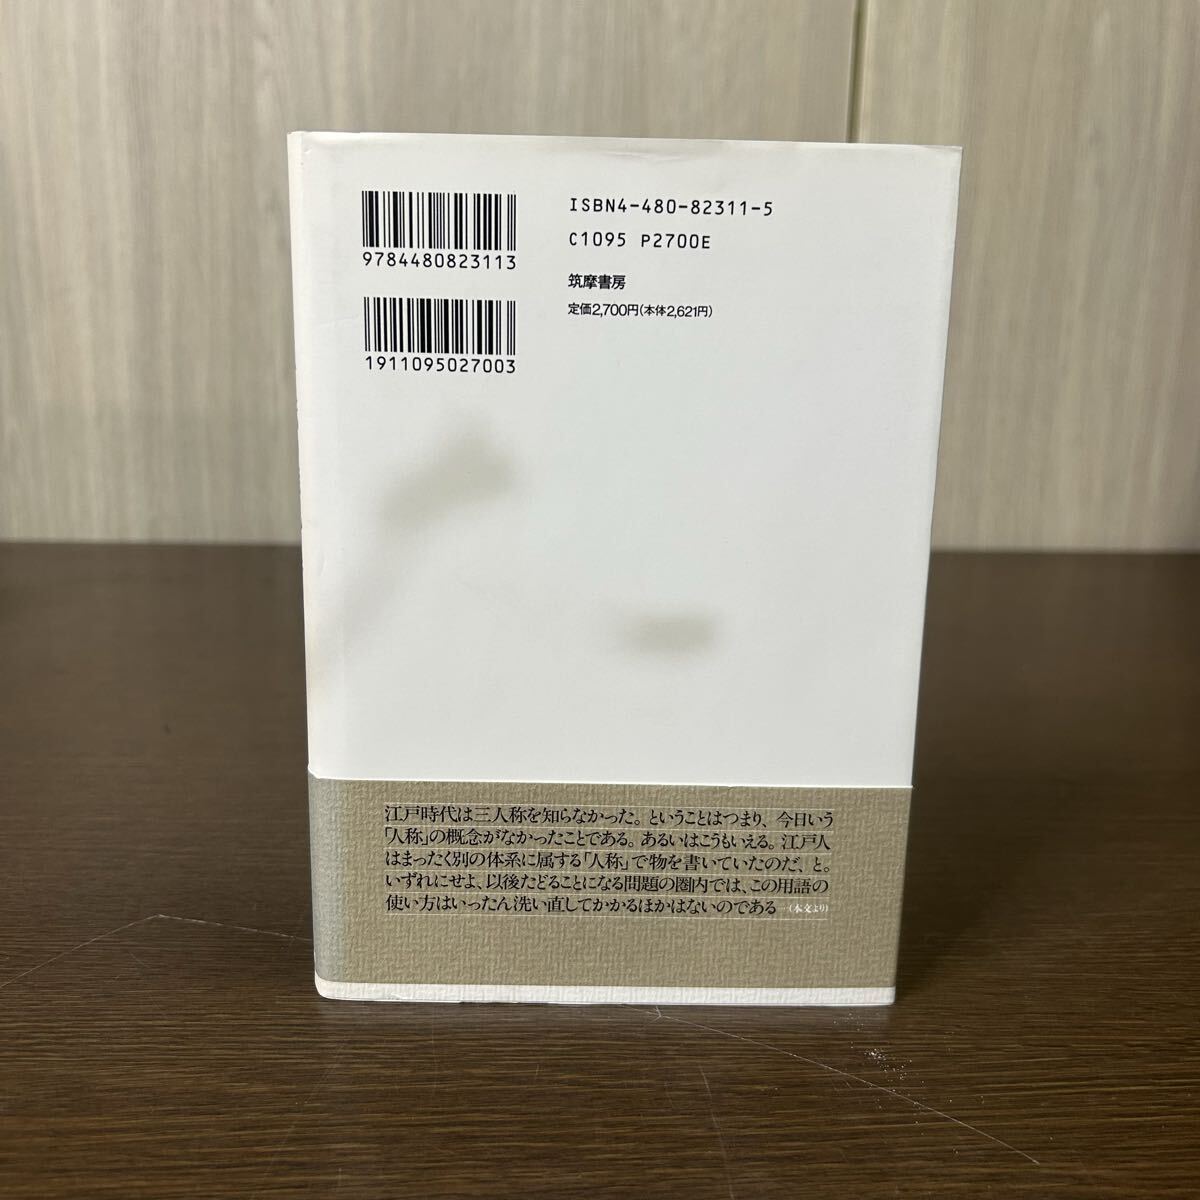 9784480823113
1911095027003
ISBN4-480-82311-5
C1095 P2700E
筑摩書房
定価2,700円(本体2,621円)
江戸時代は三人称を知らなかった。ということはつまり、今日いう
「人称」の概念がなかったことである。あるいはこうもいえる。江戸人
はまったく別の体系に属する「人称」で物を書いていたのだ、と。
いずれにせよ、以後たどることになる問題の圏内では、この用語の
使い方はいったん洗い直してかかるほかはないのである…(本文より)